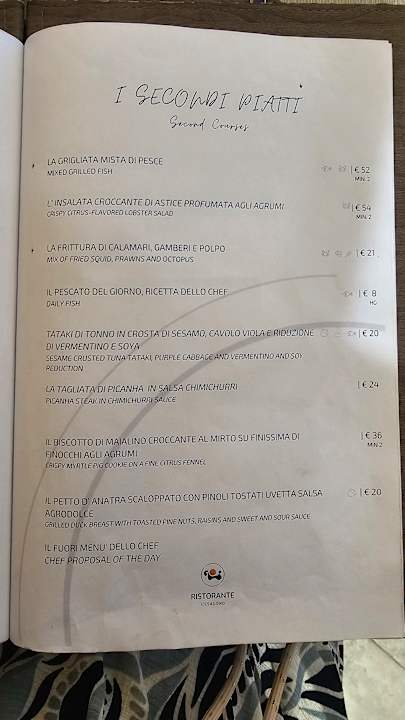 I SECONDI PIATTI
Second Courses
LA GRIGLIATA MISTA DI PESCE | € 52
MIXED GRILLED FISH MIN. 2
L' INSALATA CROCCANTE DI ASTICE PROFUMATA AGLI AGRUMI | € 54
CRISPY CITRUS-FLAVORED LOBSTER SALAD MIN 2
LA FRITTURA DI CALAMARI, GAMBERI E POLPO | € 21
MIX OF FRIED SQUID, PRAWNS AND OCTOPUS
IL PESCATO DEL GIORNO, RICETTA DELLO CHEF | € 8
DAILY FISH HG
TATAKI DI TONNO IN CROSTA DI SESAMO, CAVOLO VIOLA E RIDUZIONE | € 20
DI VERMENTINO E SOYA
SESAME CRUSTED TUNA TATAKI, PURPLE CABBAGE AND VERMENTINO AND SOY
REDUCTION
LA TAGLIATA DI PICANHA IN SALSA CHIMICHURRI | € 24
PICANHA STEAK IN CHIMICHURRI SAUCE
IL BISCOTTO DI MAIALINO CROCCANTE AL MIRTO SU FINISSIMA DI | € 36
FINOCCHI AGLI AGRUMI MIN 2
CRISPY MYRTLE PIG COOKIE ON A FINE CITRUS FENNEL
IL PETTO D' ANATRA SCALOPPATO CON PINOLI TOSTATI UVETTA SALSA | € 20
AGRODOLCE
GRILLED DUCK BREAST WITH TOASTED PINE NUTS, RAISINS AND SWEET AND SOUR SAUCE
IL FUORI MENU' DELLO CHEF
CHEF PROPOSAL OF THE DAY
RISTORANTE